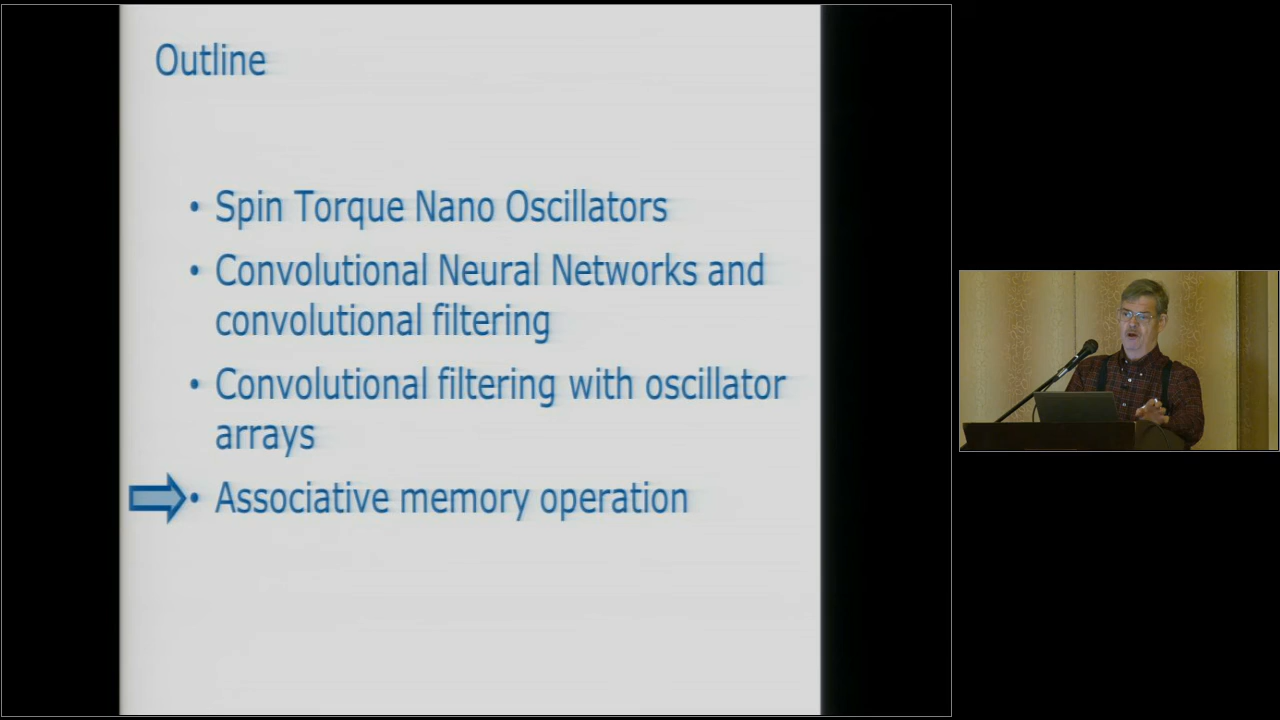 Outline
• Spin Torque Nano Oscillators
• Convolutional Neural Networks and
convolutional filtering
• Convolutional filtering with oscillator
arrays
• Associative memory operation